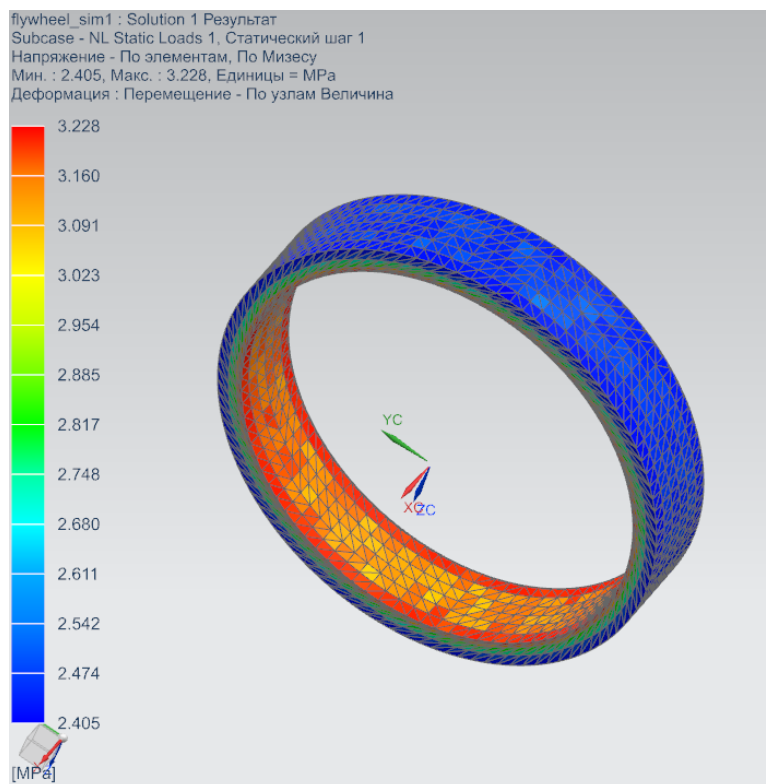 flywheel_sim1 : Solution 1 Результат
Subcase - NL Static Loads 1, Статический шаг 1
Напряжение - По элементам, По Мизесу
Мин. : 2.405, Макс. : 3.228, Единицы = MPa
Деформация : Перемещение - По узлам Величина
3.228
3.160
3.091
3.023
2.954
2.885
2.817
2.748
2.680
2.611
2.542
2.474
2.405
[MPa]
YC
XC
ZC